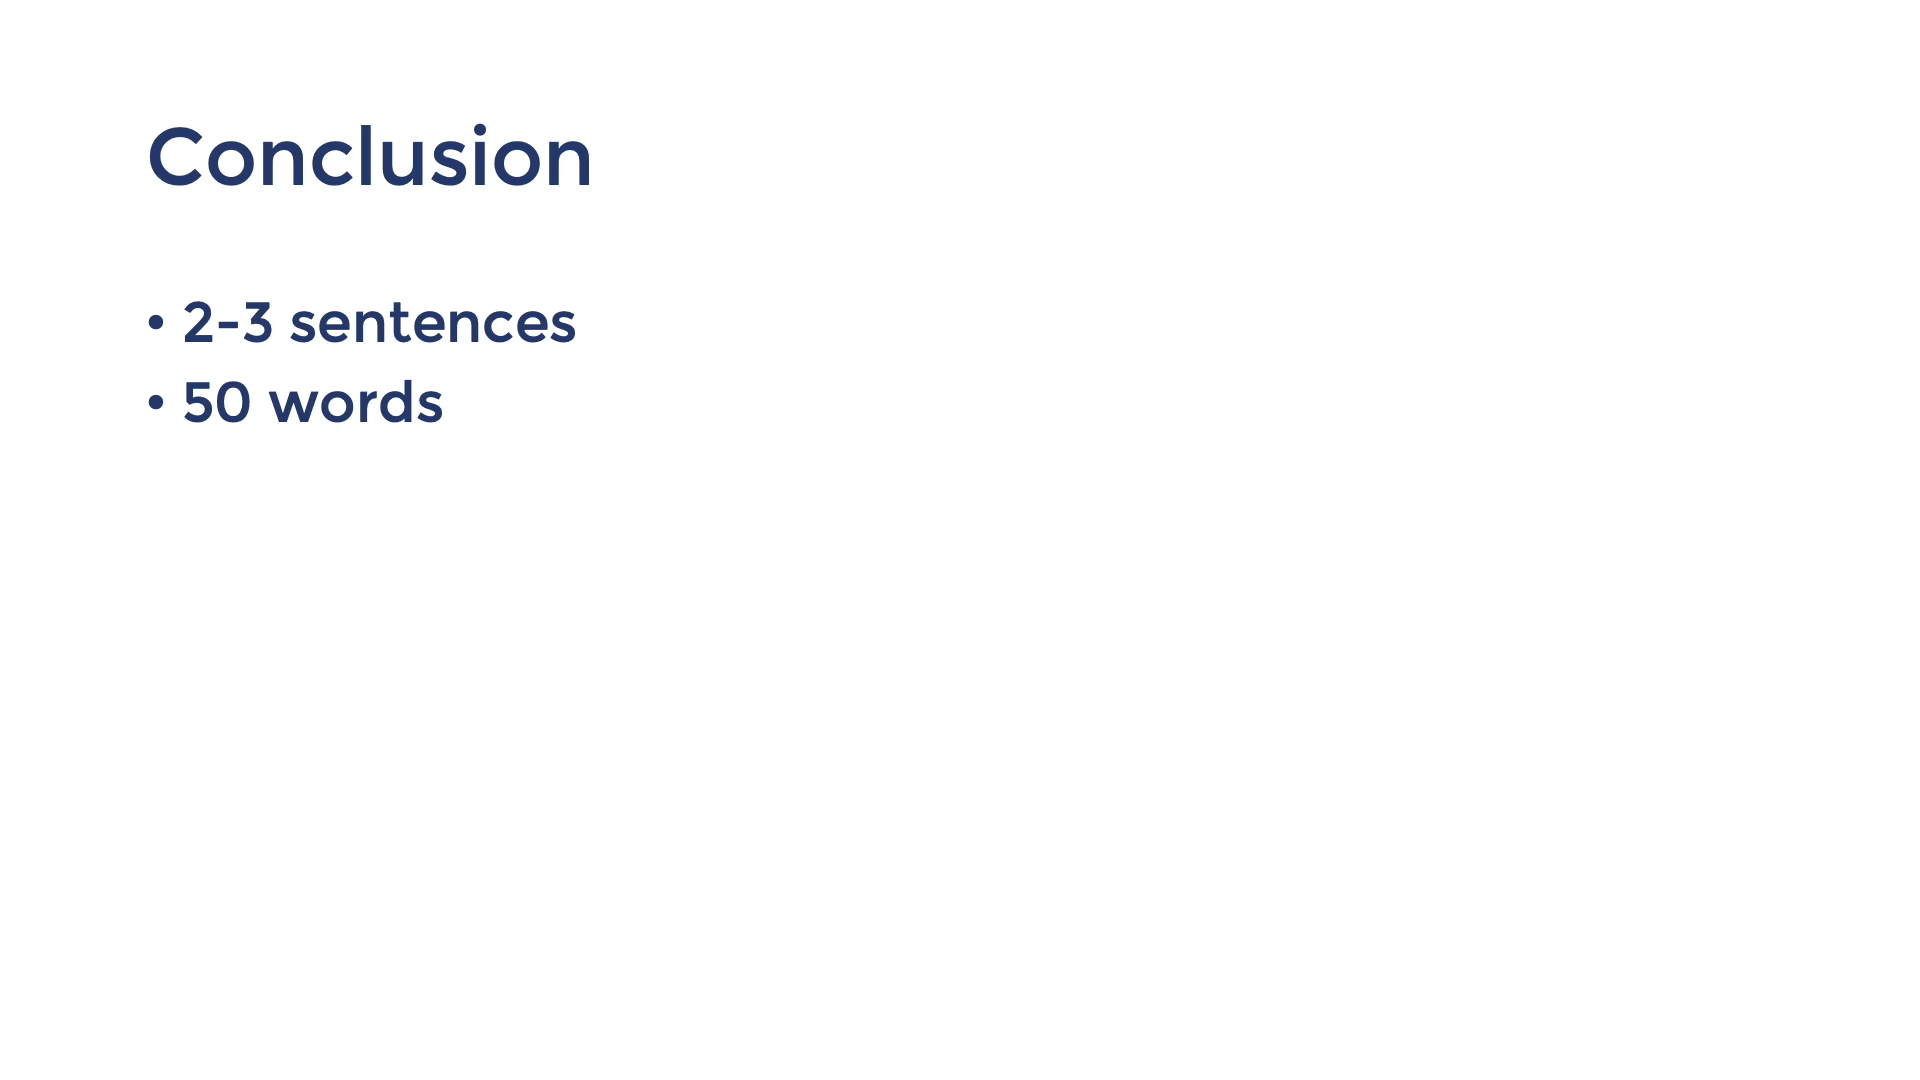 Conclusion
• 2-3 sentences
• 50 words